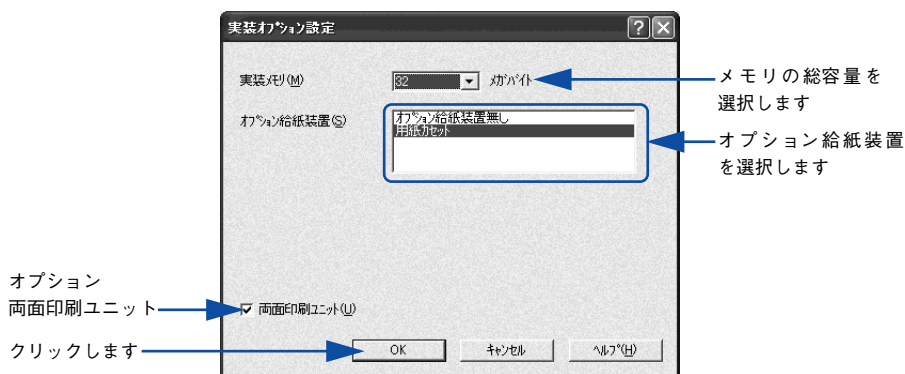 実装ｵﾌﾟｼｮﾝ設定
実装ﾒﾓﾘ(M)
32
ﾒｶﾞﾊﾞｲﾄ
メモリの総容量を
選択します
ｵﾌﾟｼｮﾝ給紙装置(S)
ｵﾌﾟｼｮﾝ給紙装置無し
用紙ｶｾｯﾄ
オプション給紙装置
を選択します
オプション
両面印刷ユニット
両面印刷ﾕﾆｯﾄ(U)
クリックします
OK
ｷｬﾝｾﾙ
ﾍﾙﾌﾟ(H)